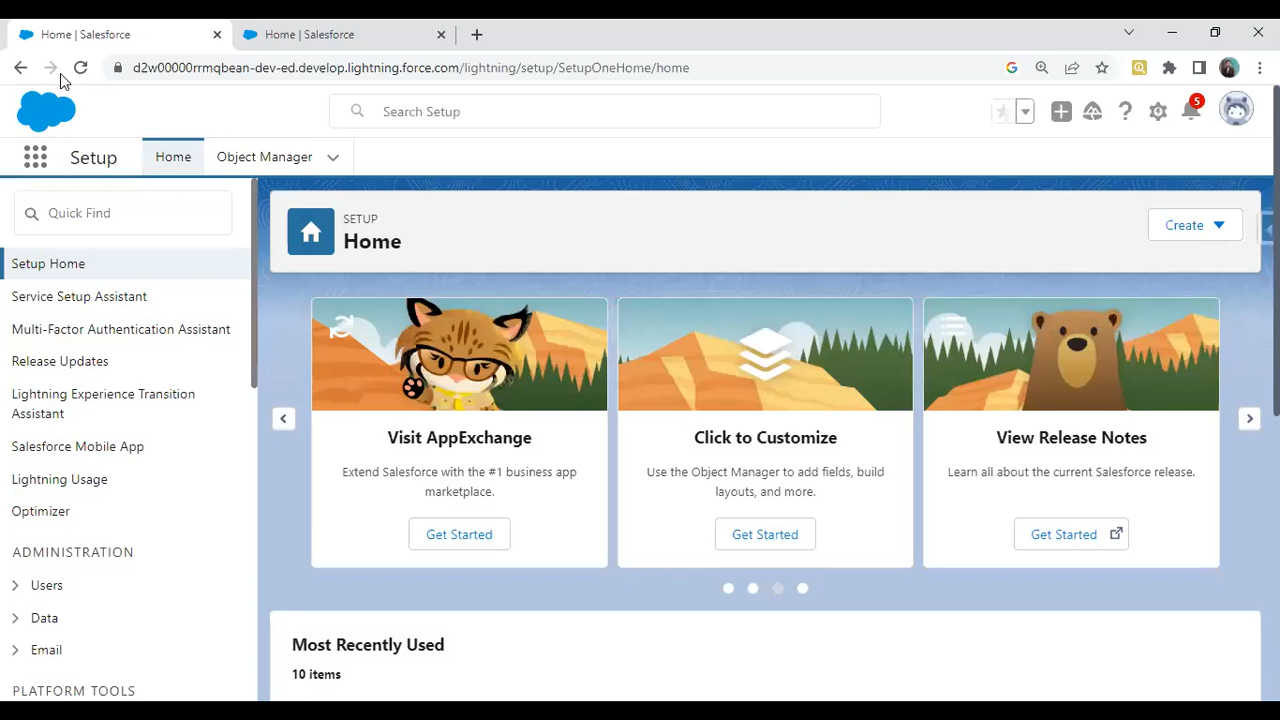 Home | Salesforce
Home | Salesforce
d2w00000rrmqbean-dev-ed.develop.lightning.force.com/lightning/setup/SetupOneHome/home
Search Setup
5
Setup
Home
Object Manager
Quick Find
Setup Home
Service Setup Assistant
Multi-Factor Authentication Assistant
Release Updates
Lightning Experience Transition
Assistant
Salesforce Mobile App
Lightning Usage
Optimizer
ADMINISTRATION
Users
Data
Email
PLATFORM TOOLS
SETUP
Home
Create
Visit AppExchange
Extend Salesforce with the #1 business app
marketplace.
Get Started
Click to Customize
Use the Object Manager to add fields, build
layouts, and more.
Get Started
View Release Notes
Learn all about the current Salesforce release.
Get Started
Most Recently Used
10 items